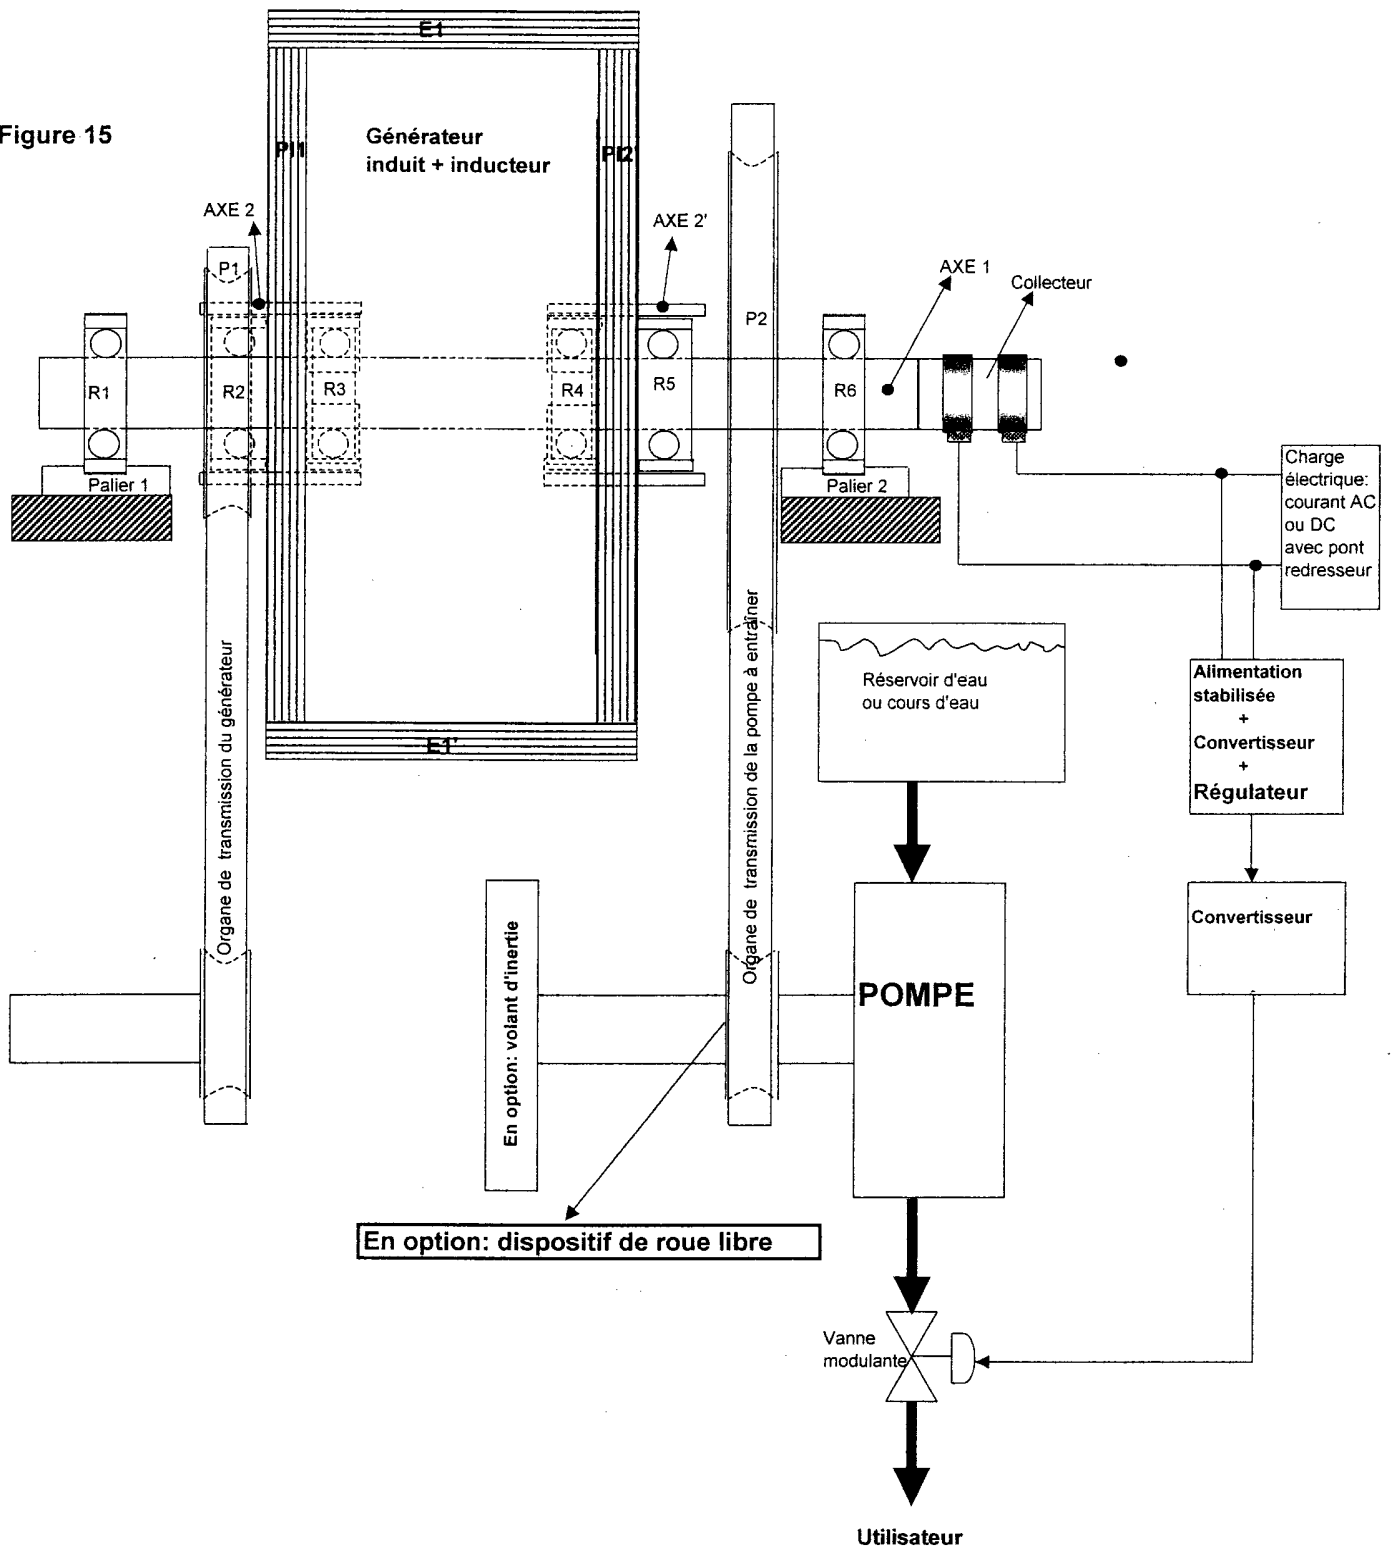 E1
Figure 15
Générateur
induit + inducteur
PI1
PI2'
AXE 2
AXE 2'
AXE 1
Collecteur
P1
P2
R1
R2
R3
R4
R5
R6
Palier 1
Palier 2
Charge
électrique:
courant AC
ou DC
avec pont
redresseur
E1'
Organe de transmission du générateur
Organe de transmission de la pompe à entraîner
Réservoir d'eau
ou cours d'eau
Alimentation
stabilisée
+
Convertisseur
+
Régulateur
Convertisseur
En option: volant d'inertie
POMPE
En option: dispositif de roue libre
Vanne
modulante
Utilisateur